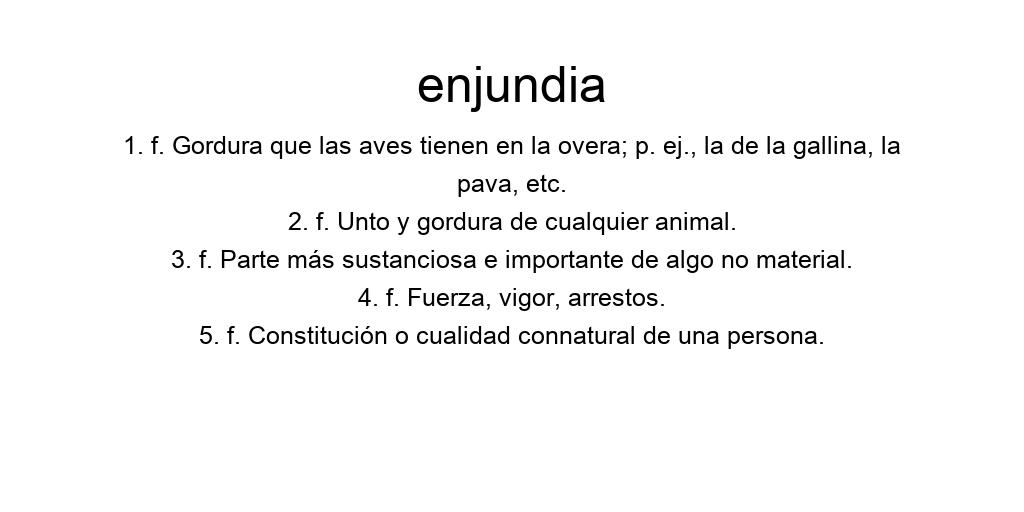 enjundia
1. f. Gordura que las aves tienen en la overa; p. ej., la de la gallina, la
pava, etc.
2. f. Unto y gordura de cualquier animal.
3. f. Parte más sustanciosa e importante de algo no material.
4. f. Fuerza, vigor, arrestos.
5. f. Constitución o cualidad connatural de una persona.